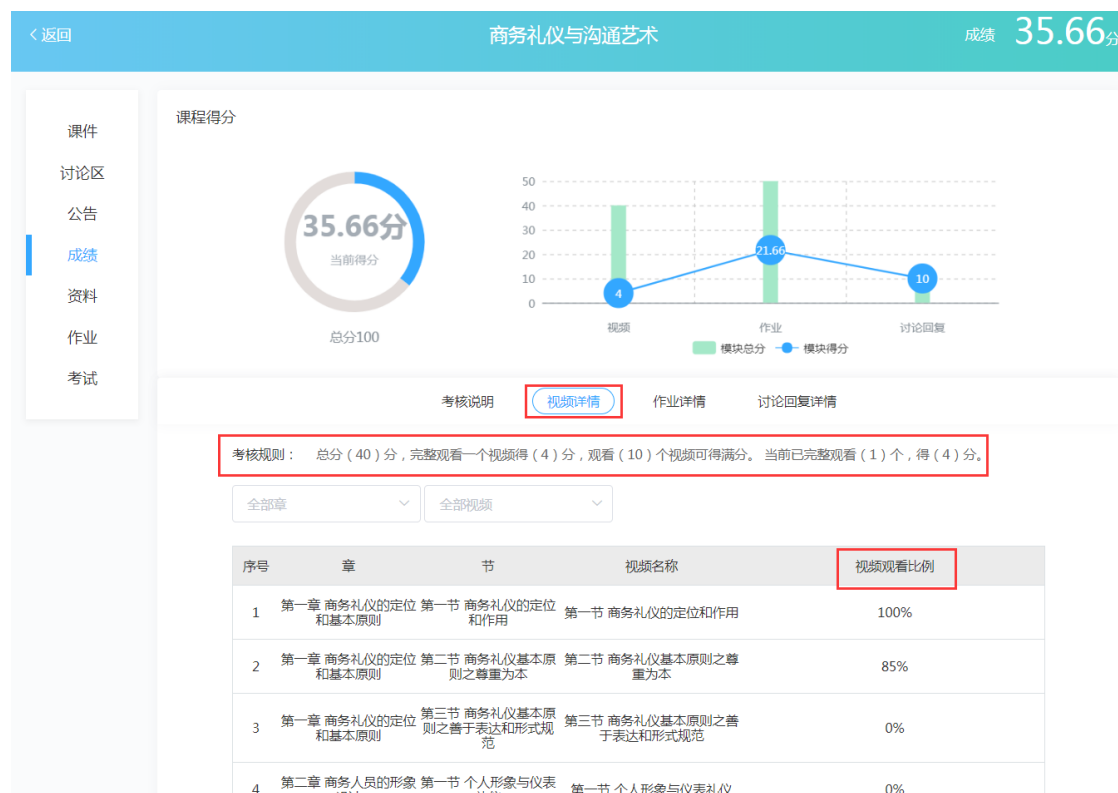 返回
商务礼仪与沟通艺术
成绩 35.66分
课件
讨论区
公告
成绩
资料
作业
考试
课程得分
35.66分
当前得分
总分100
50
40
30
20
10
0
4
21.66
10
视频 作业 讨论回复
模块总分 模块得分
考核说明 视频详情 作业详情 讨论回复详情
考核规则： 总分（40）分，完整观看一个视频得（4）分，观看（10）个视频可得满分。 当前已完整观看（1）个，得（4）分。
全部章 全部视频
序号 章 节 视频名称 视频观看比例
1 第一章 商务礼仪的定位和基本原则 第一节 商务礼仪的定位和作用 第一节 商务礼仪的定位和作用 100%
2 第一章 商务礼仪的定位和基本原则 第二节 商务礼仪基本原则之尊重为本 第二节 商务礼仪基本原则之尊重为本 85%
3 第一章 商务礼仪的定位和基本原则 第三节 商务礼仪基本原则之善于表达和形式规范 第三节 商务礼仪基本原则之善于表达和形式规范 0%
4 第二章 商务人员的形象 第一节 个人形象与仪表 第一节 个人形象与仪表礼仪 0%